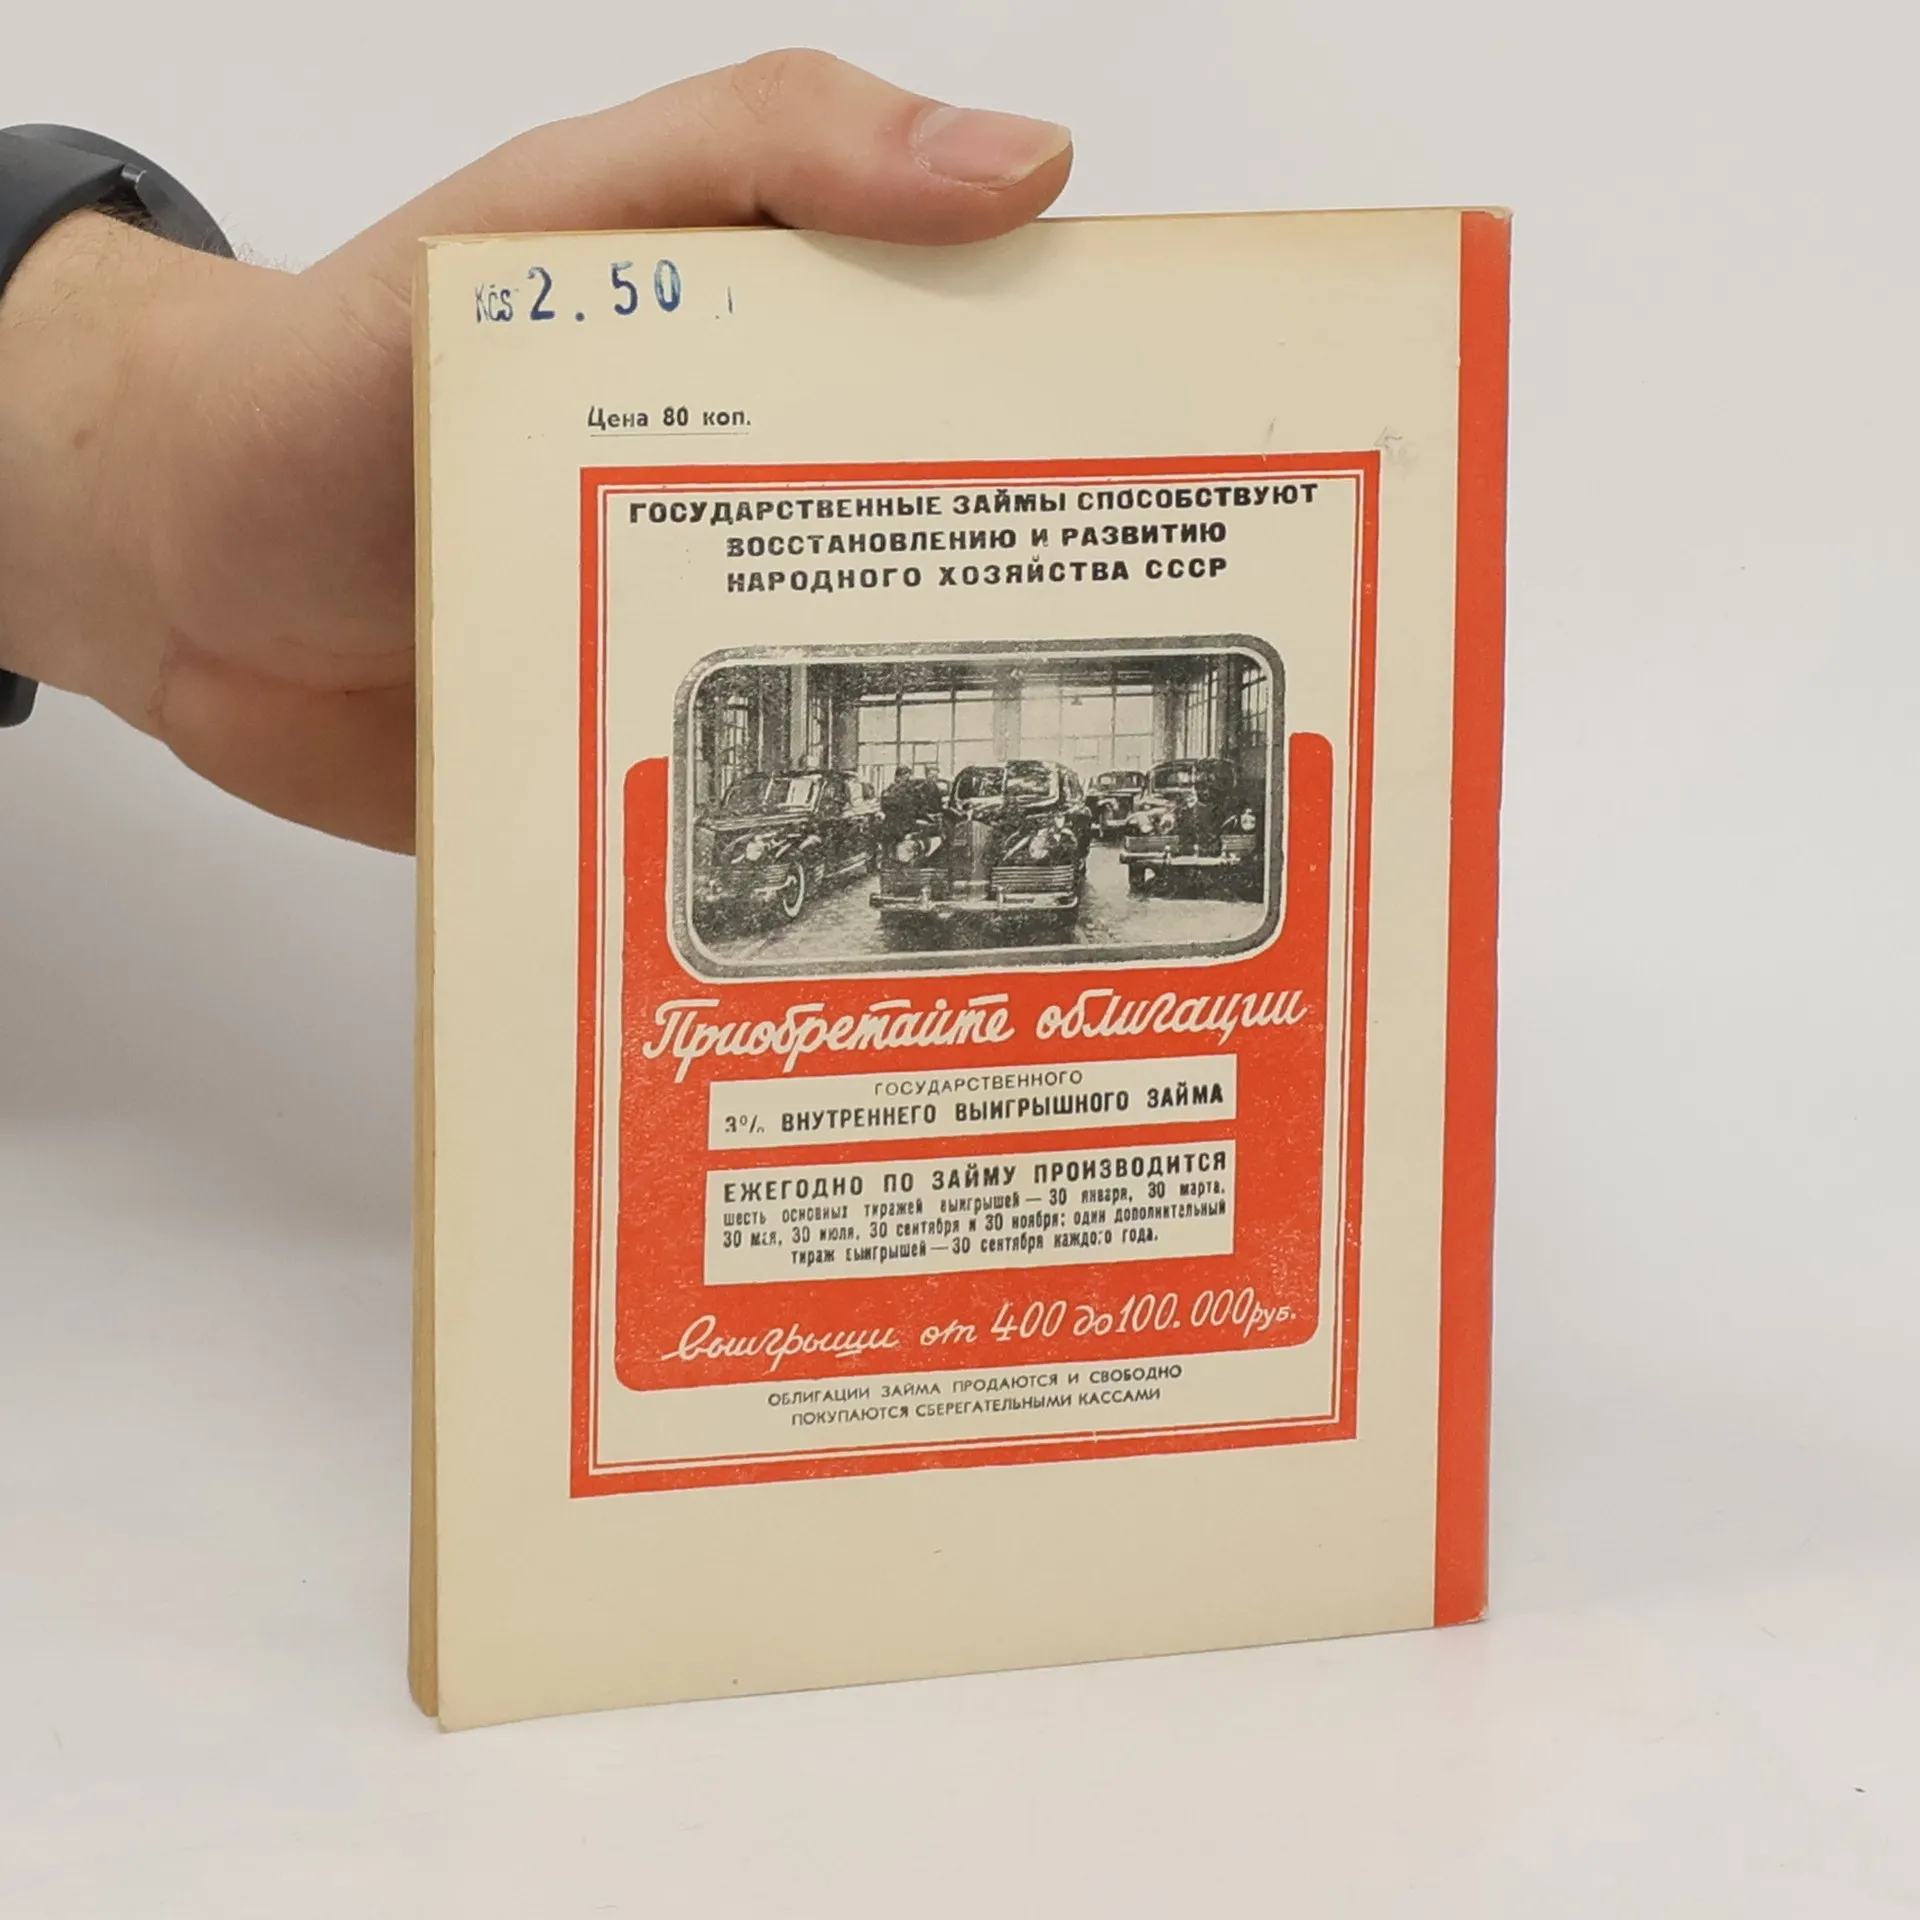 Kčs 2.50
Цена 80 коп.
ГОСУДАРСТВЕННЫЕ ЗАЙМЫ СПОСОБСТВУЮТ
ВОССТАНОВЛЕНИЮ И РАЗВИТИЮ
НАРОДНОГО ХОЗЯЙСТВА СССР
Приобретайте облигации
ГОСУДАРСТВЕННОГО
3% ВНУТРЕННЕГО ВЫИГРЫШНОГО ЗАЙМА
ЕЖЕГОДНО ПО ЗАЙМУ ПРОИЗВОДИТСЯ
шесть основных тиражей выигрышей — 30 января, 30 марта,
30 мая, 30 июля, 30 сентября и 30 ноября; один дополнительный
тираж выигрышей — 30 сентября каждого года.
выигрыши от 400 до 100.000 руб.
ОБЛИГАЦИИ ЗАЙМА ПРОДАЮТСЯ И СВОБОДНО
ПОКУПАЮТСЯ СБЕРЕГАТЕЛЬНЫМИ КАССАМИ